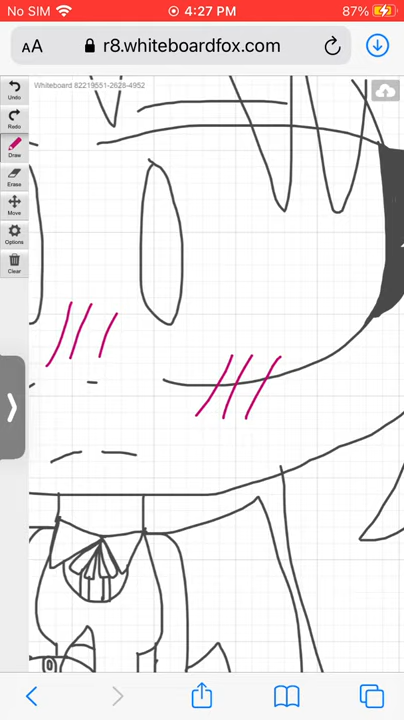 No SIM 4:27 PM 87%
AA r8.whiteboardfox.com
Whiteboard 82219551-2628-4952
Undo
Redo
Draw
Erase
Move
Options
Clear